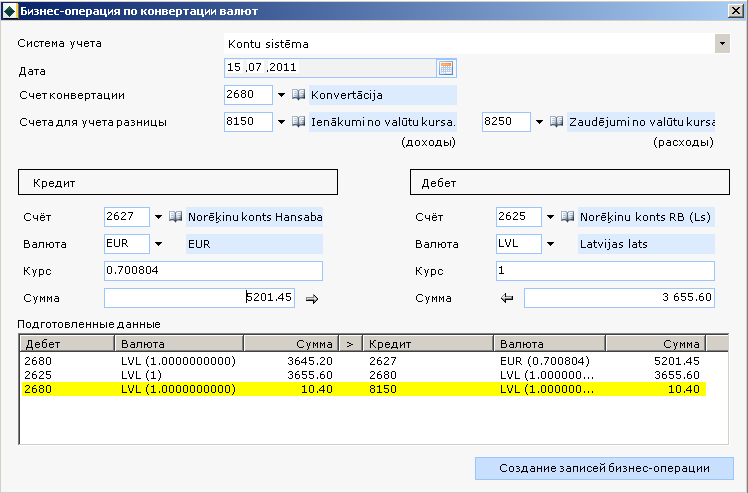 Бизнес-операция по конвертации валют
Система учета Kontu sistēma
Дата 15 ,07 ,2011
Счет конвертации 2680 Konvertācija
Счета для учета разницы 8150 Ienākumi no valūtu kursa. 8250 Zaudējumi no valūtu kursa
(доходы) (расходы)
Кредит Дебет
Счёт 2627 Norēķinu konts Hansaba Счёт 2625 Norēķinu konts RB (Ls)
Валюта EUR EUR Валюта LVL Latvijas lats
Курс 0.700804 Курс 1
Сумма 5201.45 Сумма 3 655.60
Подготовленные данные
Дебет Валюта Сумма > Кредит Валюта Сумма
2680 LVL (1.0000000000) 3645.20 2627 EUR (0.700804) 5201.45
2625 LVL (1) 3655.60 2680 LVL (1.000000... 3655.60
2680 LVL (1.0000000000) 10.40 8150 LVL (1.000000... 10.40
Создание записей бизнес-операции